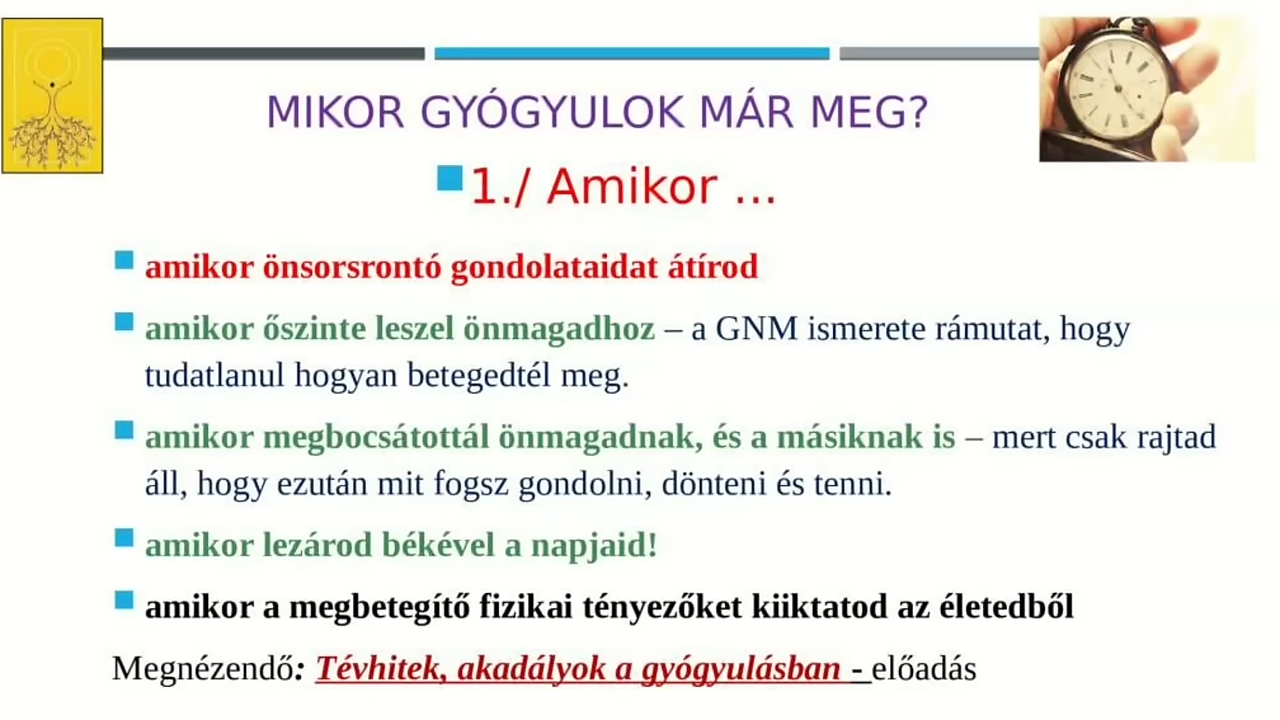 MIKOR GYÓGYULOK MÁR MEG?
1./ Amikor ...
amikor önsorsrontó gondolataidat átírod
amikor őszinte leszel önmagadhoz – a GNM ismerete rámutat, hogy
tudatlanul hogyan betegedtél meg.
amikor megbocsátottál önmagadnak, és a másiknak is – mert csak rajtad
áll, hogy ezután mit fogsz gondolni, dönteni és tenni.
amikor lezárod békével a napjaid!
amikor a megbetegítő fizikai tényezőket kiiktatod az életedből
Megnézendő: Tévhitek, akadályok a gyógyulásban - előadás